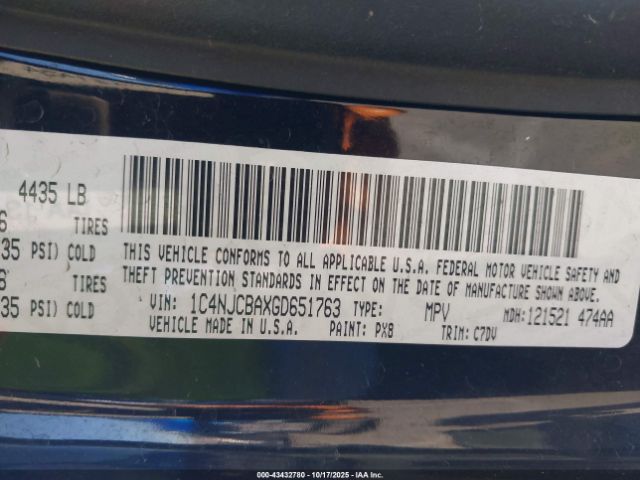 4435 LB
TIRES
35 PSI) COLD
TIRES
35 PSI) COLD
THIS VEHICLE CONFORMS TO ALL APPLICABLE U.S.A. FEDERAL MOTOR VEHICLE SAFETY AND
THEFT PREVENTION STANDARDS IN EFFECT ON THE DATE OF MANUFACTURE SHOWN ABOVE.
VIN: 1C4NJCBAXGD651763 TYPE: MPV MDH:121521 474AA
VEHICLE MADE IN U.S.A. PAINT: PX8 TRIM: C7DV
000-43432780 - 10/17/2025 - IAA Inc.